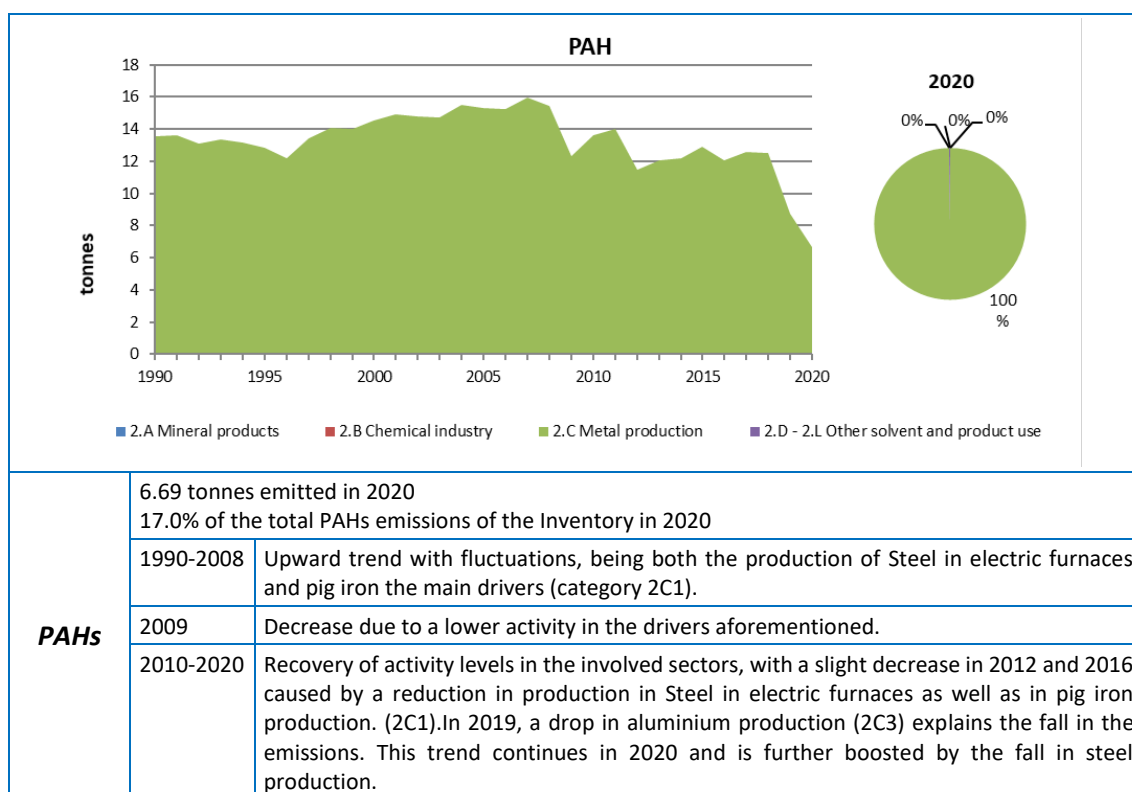 PAH
18
16
14
12
10
8
6
4
2
0
tonnes
1990
1995
2000
2005
2010
2015
2020
2020
0%
0%
0%
100
%
2.A Mineral products
2.B Chemical industry
2.C Metal production
2.D - 2.L Other solvent and product use
PAHs
6.69 tonnes emitted in 2020
17.0% of the total PAHs emissions of the Inventory in 2020
1990-2008
Upward trend with fluctuations, being both the production of Steel in electric furnaces
and pig iron the main drivers (category 2C1).
2009
Decrease due to a lower activity in the drivers aforementioned.
2010-2020
Recovery of activity levels in the involved sectors, with a slight decrease in 2012 and 2016
caused by a reduction in production in Steel in electric furnaces as well as in pig iron
production. (2C1).In 2019, a drop in aluminium production (2C3) explains the fall in the
emissions. This trend continues in 2020 and is further boosted by the fall in steel
production.